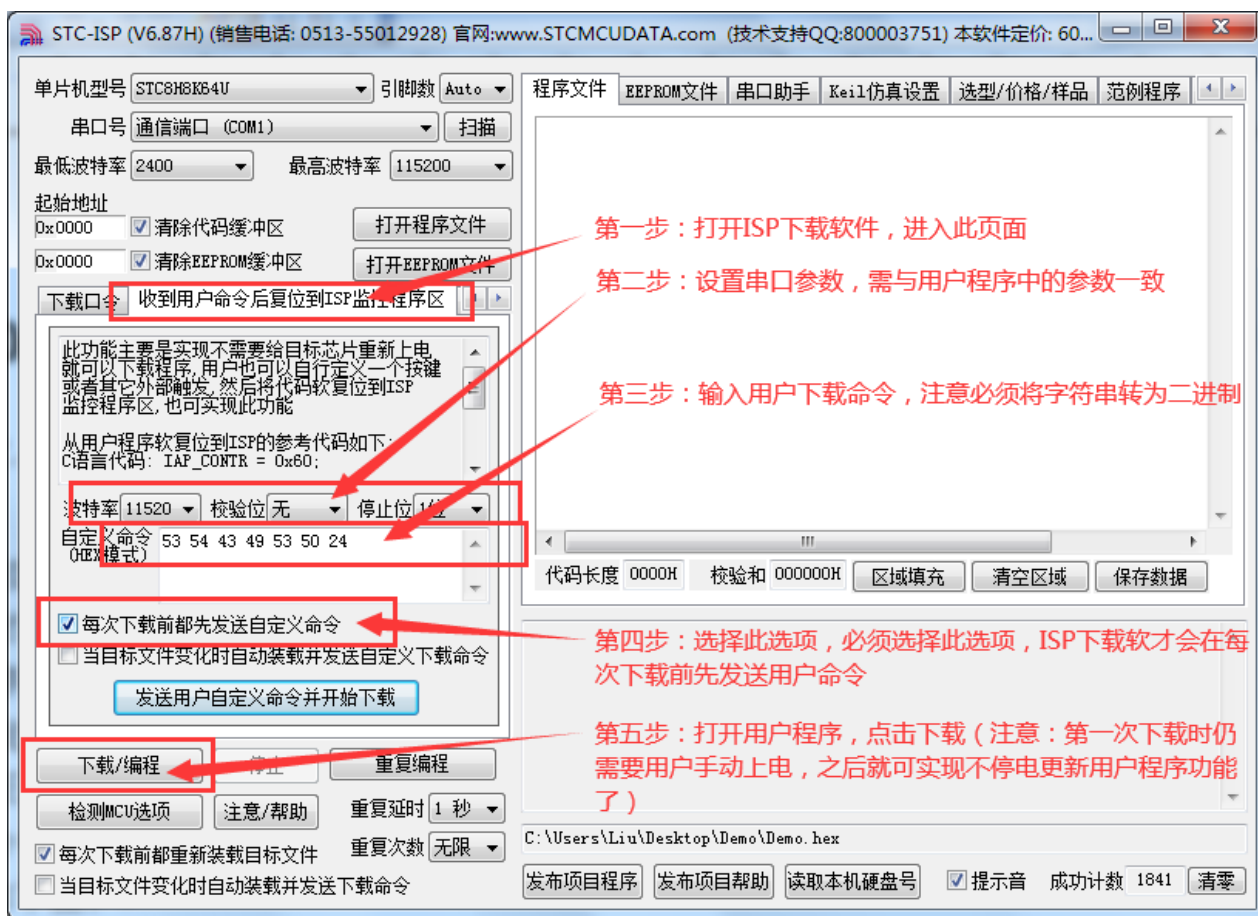 STC-ISP (V6.87H) (销售电话: 0513-55012928) 官网:www.STCMCUDATA.com (技术支持QQ:800003751) 本软件定价: 60...
单片机型号 STC8H8K64U 引脚数 Auto
串口号 通信端口 (COM1) 扫描
最低波特率 2400 最高波特率 115200
起始地址
0x0000 清除代码缓冲区 打开程序文件
0x0000 清除EEPROM缓冲区 打开EEPROM文件
下载口令 收到用户命令后复位到ISP监控程序区
此功能主要是实现不需要给目标芯片重新上电,
就可以下载程序,用户也可以自行定义一个按键
或者其它外部触发,然后将代码软复位到ISP
监控程序区,也可实现此功能
从用户程序软复位到ISP的参考代码如下:
C语言代码: IAP_CONTR = 0x60;
波特率 11520 校验位 无 停止位 1位
自定义命令
(HEX模式)
53 54 43 49 53 50 24
每次下载前都先发送自定义命令
当目标文件变化时自动装载并发送自定义下载命令
发送用户自定义命令并开始下载
下载/编程 停止 重复编程
检测MCU选项 注意/帮助 重复延时 1 秒
每次下载前都重新装载目标文件 重复次数 无限
当目标文件变化时自动装载并发送下载命令
程序文件 EEPROM文件 串口助手 Keil仿真设置 选型/价格/样品 范例程序
第一步：打开ISP下载软件，进入此页面
第二步：设置串口参数，需与用户程序中的参数一致
第三步：输入用户下载命令，注意必须将字符串转为二进制
代码长度 0000H 校验和 000000H 区域填充 清空区域 保存数据
第四步：选择此选项，必须选择此选项，ISP下载软才会在每
次下载前先发送用户命令
第五步：打开用户程序，点击下载（注意：第一次下载时仍
需要用户手动上电，之后就可实现不停电更新用户程序功能
了）
C:\Users\Liu\Desktop\Demo\Demo.hex
发布项目程序 发布项目帮助 读取本机硬盘号 提示音 成功计数 1841 清零